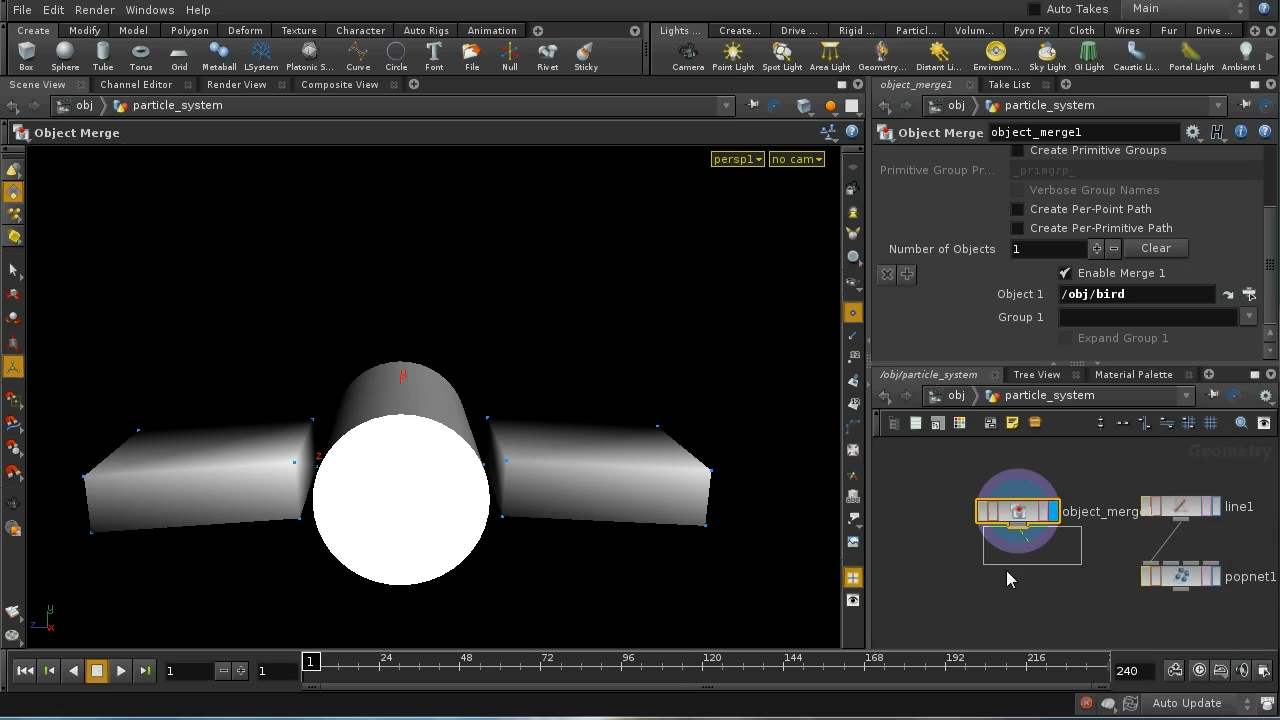 File Edit Render Windows Help Auto Takes Main
Create Modify Model Polygon Deform Texture Character Auto Rigs Animation Lights ... Create... Drive ... Rigid ... Particl... Volum... Pyro FX Cloth Wires Fur Drive ...
Box Sphere Tube Torus Grid Metaball LSystem Platonic S... Curve Circle Font File Null Rivet Sticky Camera Point Light Spot Light Area Light Geometry... Distant Li... Environm... Sky Light GI Light Caustic Li... Portal Light Ambient L
Scene View Channel Editor Render View Composite View
obj particle_system
Object Merge
persp1 no cam
y
z
y
z x
object_merge1 Take List
obj particle_system
Object Merge object_merge1
Create Primitive Groups
Primitive Group Pr... _primgrp_
Verbose Group Names
Create Per-Point Path
Create Per-Primitive Path
Number of Objects 1 Clear
Enable Merge 1
Object 1 /obj/bird
Group 1
Expand Group 1
/obj/particle_system Tree View Material Palette
obj particle_system
Geometry
object_merge line1
popnet1
1 1 1 24 48 72 96 120 144 168 192 216 240
Auto Update